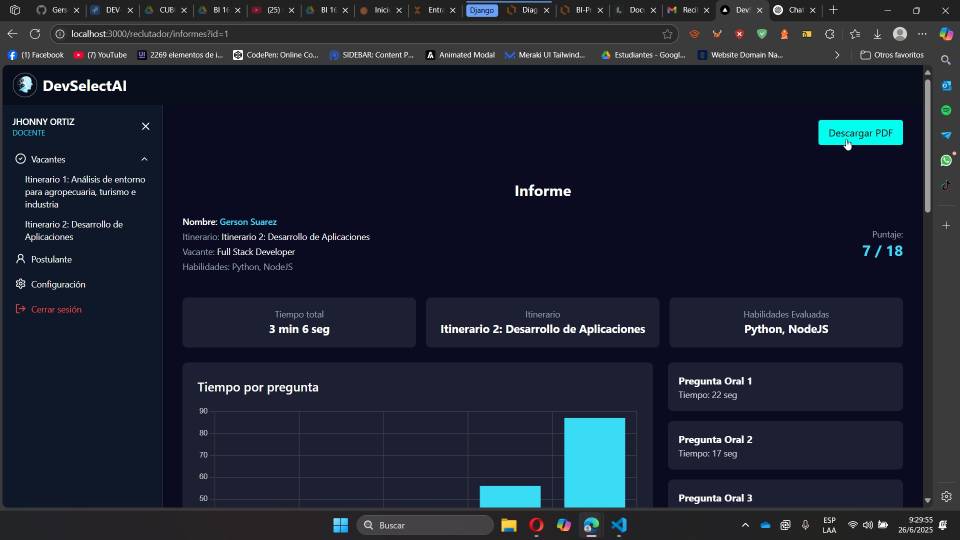 Gers
DEV
CUB
BI 1
(25)
BI 1
Inici
Entra
Django
Diag
BI-P
Doc
Reci
Dev
Chat
localhost:3000/reclutador/informes?id=1
(1) Facebook
(7) YouTube
2269 elementos de i...
CodePen: Online Co...
SIDEBAR: Content P...
Animated Modal
Meraki UI Tailwind...
Estudiantes - Googl...
Website Domain Na...
Otros favoritos
DevSelectAI
JHONNY ORTIZ
DOCENTE
Vacantes
Itinerario 1: Análisis de entorno
para agropecuaria, turismo e
industria
Itinerario 2: Desarrollo de
Aplicaciones
Postulante
Configuración
Cerrar sesión
Descargar PDF
Informe
Nombre: Gerson Suarez
Itinerario: Itinerario 2: Desarrollo de Aplicaciones
Vacante: Full Stack Developer
Habilidades: Python, NodeJS
Puntaje:
7 / 18
Tiempo total
3 min 6 seg
Itinerario
Itinerario 2: Desarrollo de Aplicaciones
Habilidades Evaluadas
Python, NodeJS
Tiempo por pregunta
90
80
70
60
50
Pregunta Oral 1
Tiempo: 22 seg
Pregunta Oral 2
Tiempo: 17 seg
Pregunta Oral 3
Buscar
ESP
LAA
9:29:55
26/6/2025